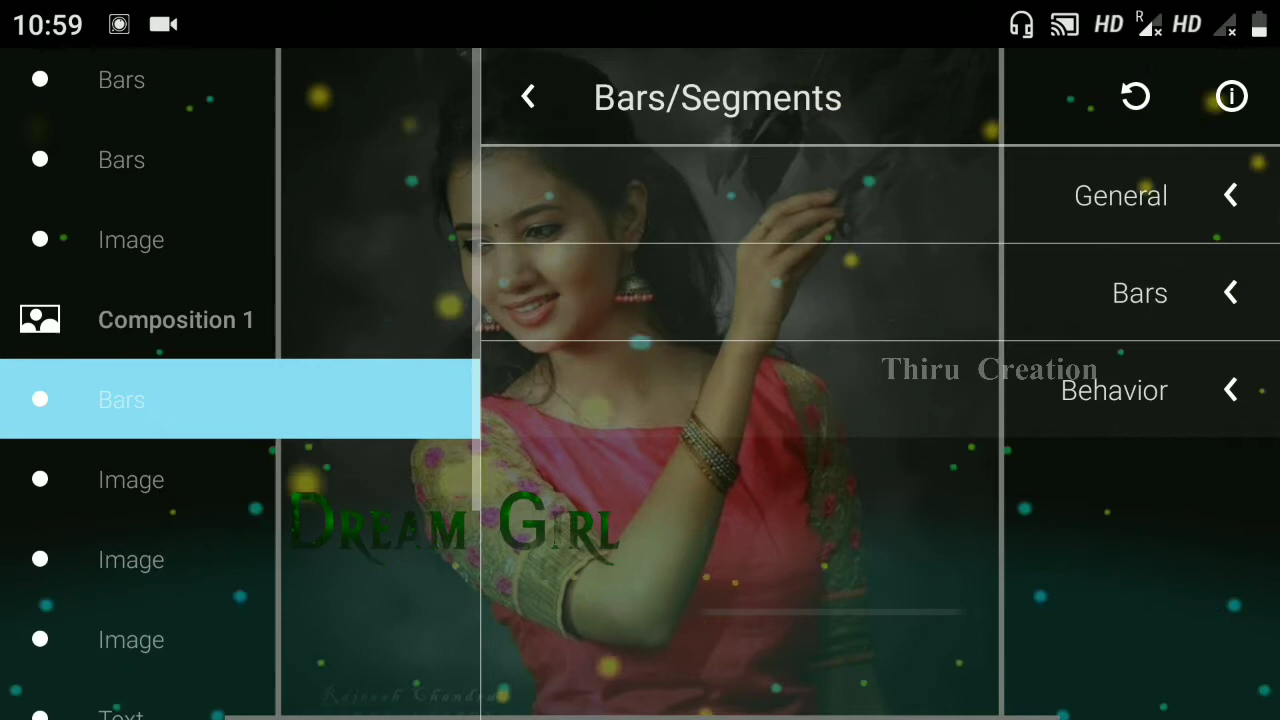 10:59
HD R HD
Bars
Bars
Image
Composition 1
Bars
Image
Image
Image
Text
Bars/Segments
General
Bars
Behavior
Thiru Creation
Dream Girl